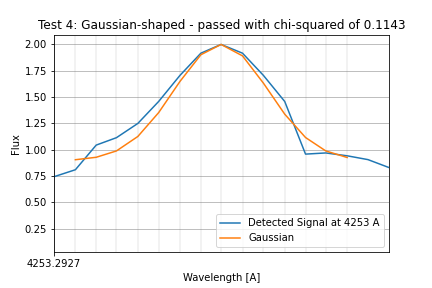 Test 4: Gaussian-shaped - passed with chi-squared of 0.1143
2.00
1.75
1.50
1.25
1.00
0.75
0.50
0.25
Flux
Detected Signal at 4253 A
Gaussian
4253.2927
Wavelength [A]